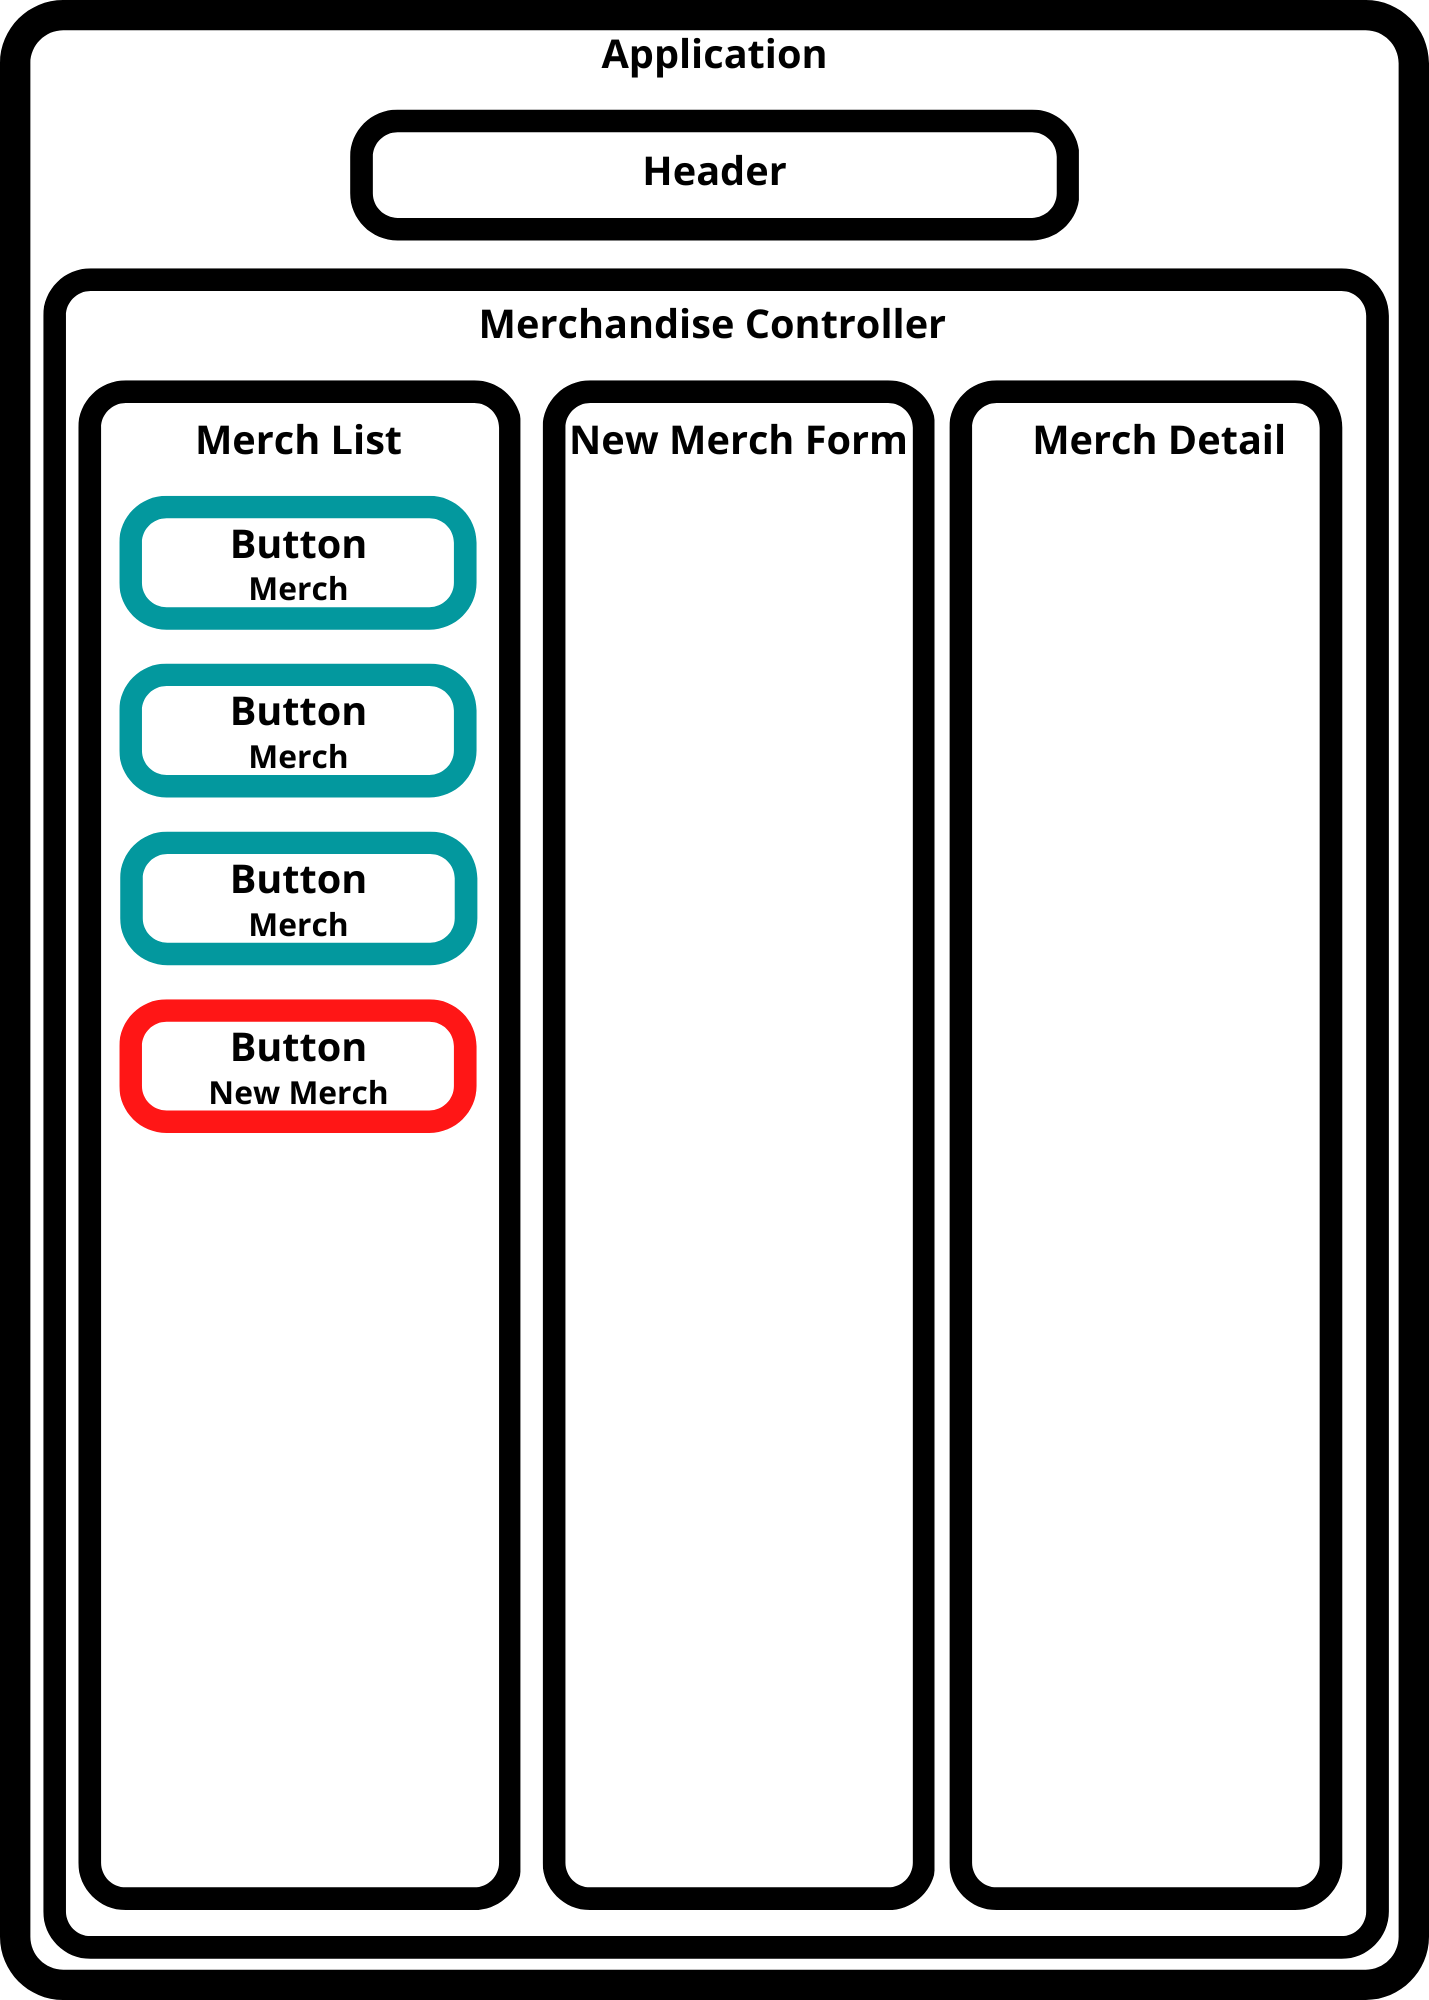 Application
Header
Merchandise Controller
Merch List
Button
Merch
Button
Merch
Button
Merch
Button
New Merch
New Merch Form
Merch Detail